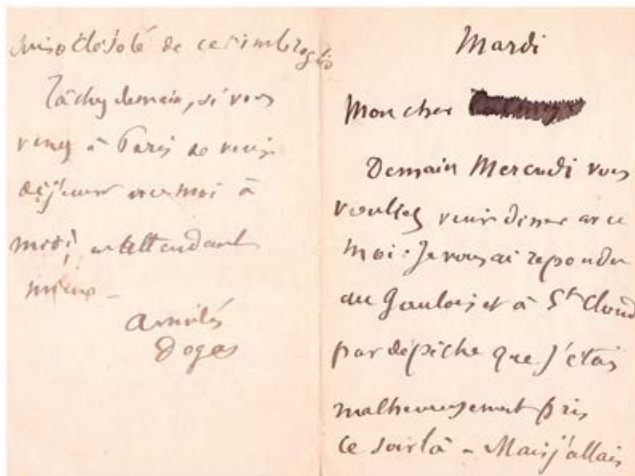 Mardi
Mon cher
Demain Mercredi vous
vouliez venir dîner avec
moi. Je vous ai répondu
au Gaulois et à St Cloud
par dépêche que j'étais
malheureusement pris
ce soir là – Mais j'allais
suis désolé de cet imbroglio
Tâchez demain, si vous
venez à Paris de venir
déjeuner avec moi à
midi, en attendant
mieux –
amitiés
Degas